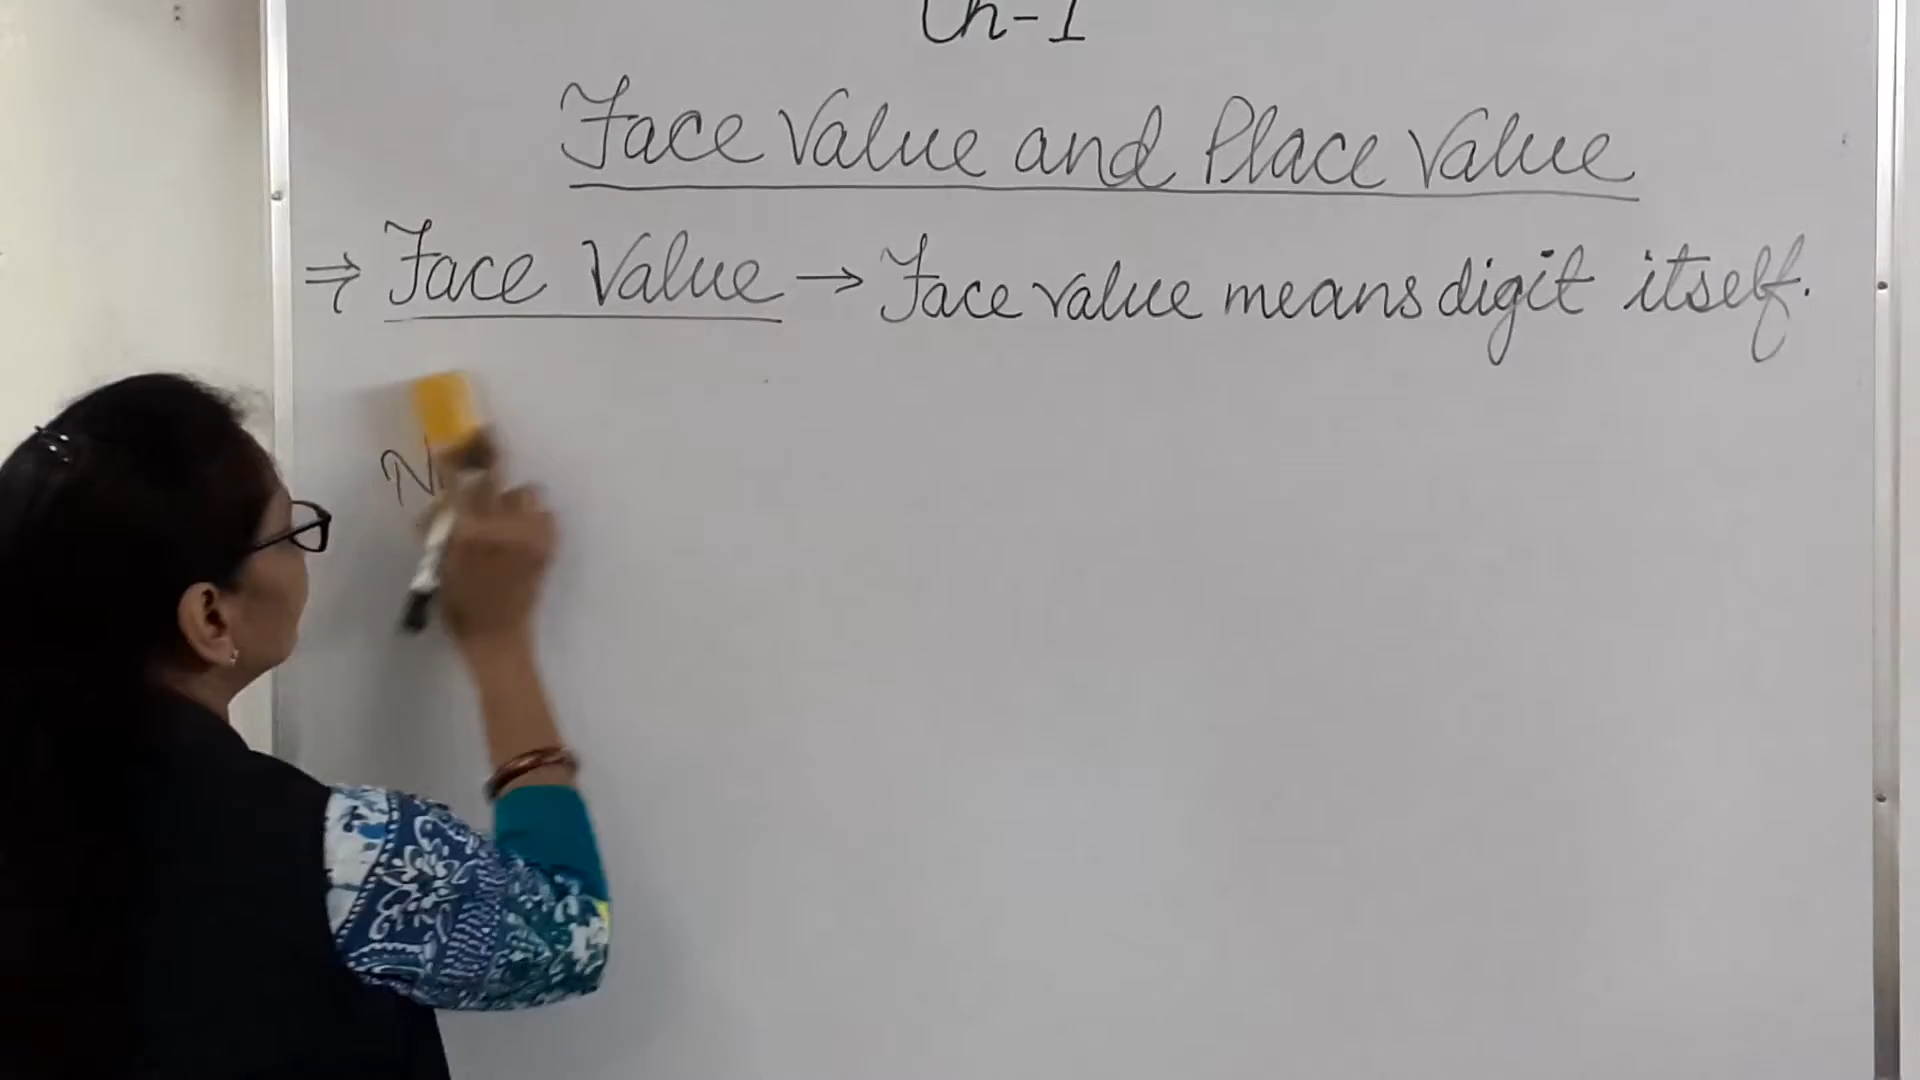 Ch-1
Face Value and Place Value
⇒ Face Value → Face value means digit itself.